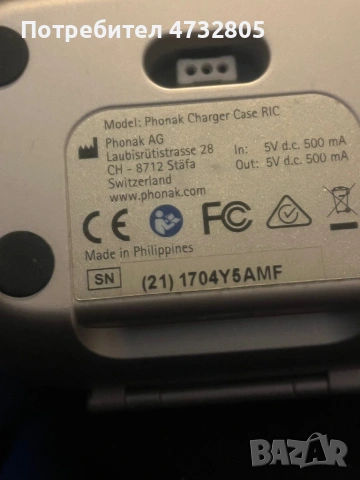 Потребител 4732805
Model: Phonak Charger Case RIC
Phonak AG
Laubisrütistrasse 28
CH - 8712 Stäfa
Switzerland
www.phonak.com
In: 5V d.c. 500 mA
Out: 5V d.c. 500 mA
CE FC
Made in Philippines
SN (21) 1704Y5AMF
BAZAR